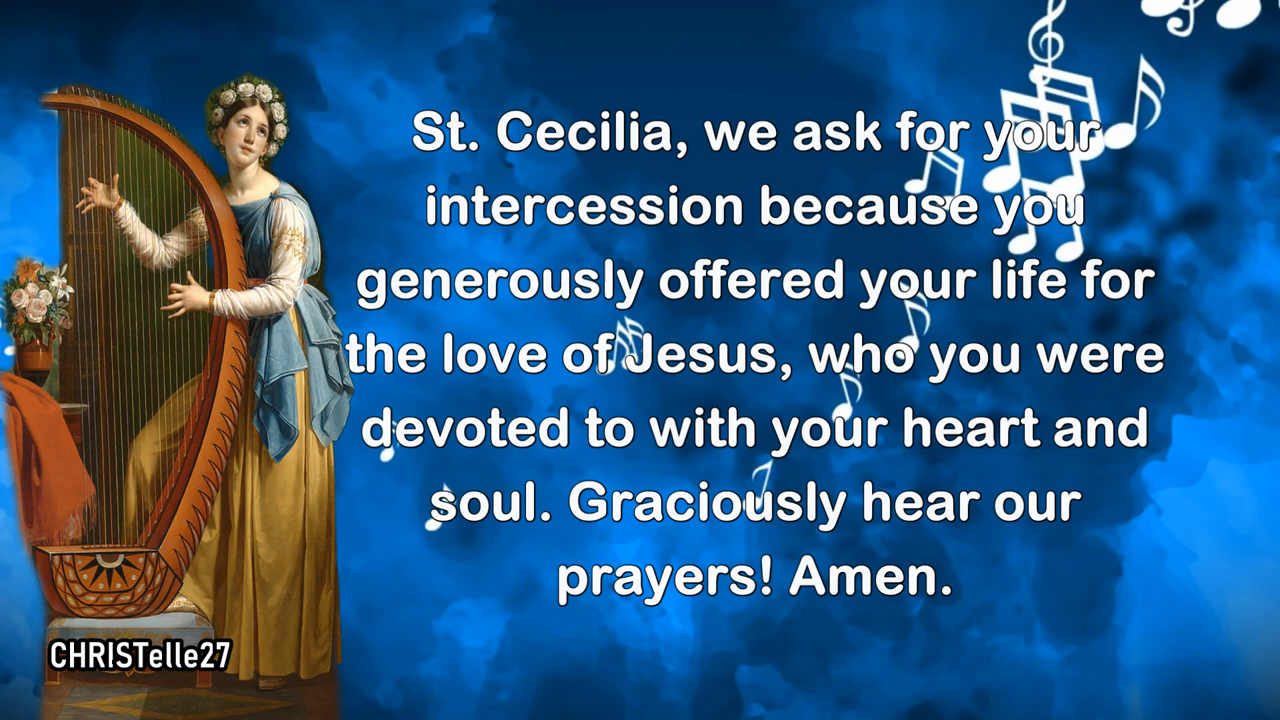 St. Cecilia, we ask for your
intercession because you
generously offered your life for
the love of Jesus, who you were
devoted to with your heart and
soul. Graciously hear our
prayers! Amen.
CHRISTelle27